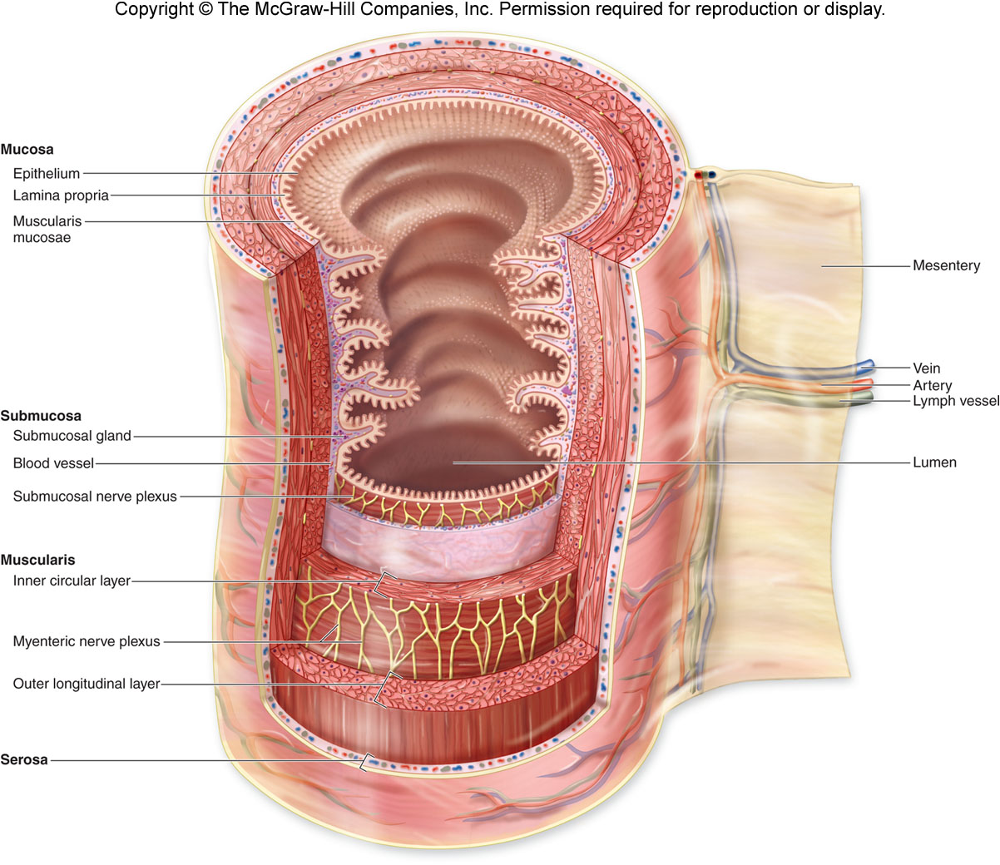 Copyright © The McGraw-Hill Companies, Inc. Permission required for reproduction or display.
Mucosa
Epithelium
Lamina propria
Muscularis
mucosae
Submucosa
Submucosal gland
Blood vessel
Submucosal nerve plexus
Muscularis
Inner circular layer
Myenteric nerve plexus
Outer longitudinal layer
Serosa
Mesentery
Vein
Artery
Lymph vessel
Lumen